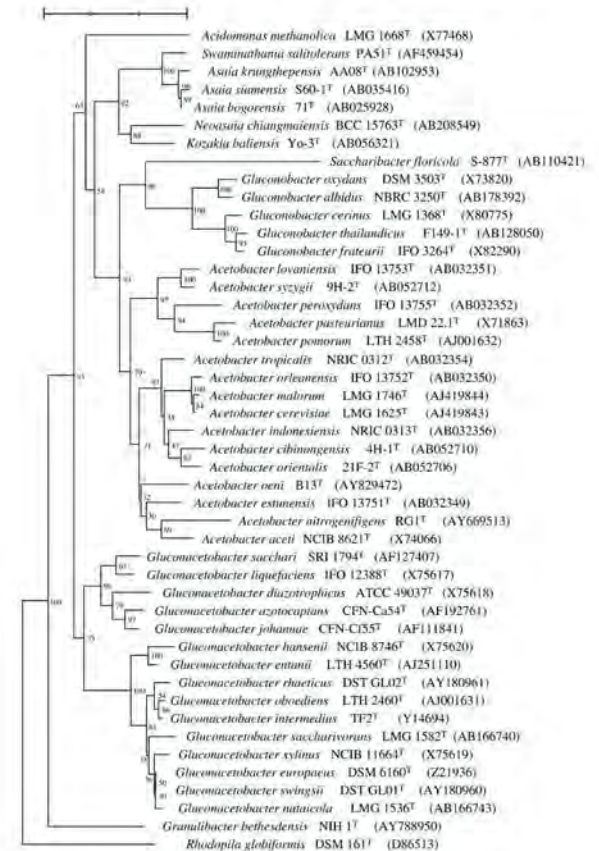 Acidomonas methanolica LMG 1668T (X77468)
Swaminathania salitolerans PA51T (AF459454)
Asaia krungthepensis AA08T (AB102953)
Asaia siamensis S60-1T (AB035416)
Asaia bogorensis 71T (AB025928)
Neoasaia chiangmaiensis BCC 15763T (AB208549)
Kozakia baliensis Yo-3T (AB056321)
Saccharibacter floricola S-877T (AB110421)
Gluconobacter oxydans DSM 3503T (X73820)
Gluconobacter albidus NBRC 3250T (AB178392)
Gluconobacter cerinus LMG 1368T (X80775)
Gluconobacter thailandicus F149-1T (AB128050)
Gluconobacter frateurii IFO 3264T (X82290)
Acetobacter lovaniensis IFO 13753T (AB032351)
Acetobacter syzygii 9H-2T (AB052712)
Acetobacter peroxydans IFO 13755T (AB032352)
Acetobacter pasteurianus LMD 22.1T (X71863)
Acetobacter pomorum LTH 2458T (AJ001632)
Acetobacter tropicalis NRIC 0312T (AB032354)
Acetobacter orleanensis IFO 13752T (AB032350)
Acetobacter malorum LMG 1746T (AJ419844)
Acetobacter cerevisiae LMG 1625T (AJ419843)
Acetobacter indonesiensis NRIC 0313T (AB032356)
Acetobacter cibinongensis 4H-1T (AB052710)
Acetobacter orientalis 21F-2T (AB052706)
Acetobacter oeni B13T (AY829472)
Acetobacter estunensis IFO 13751T (AB032349)
Acetobacter nitrogenifigens RG1T (AY669513)
Acetobacter aceti NCIB 8621T (X74066)
Gluconacetobacter sacchari SRI 1794T (AF127407)
Gluconacetobacter liquefaciens IFO 12388T (X75617)
Gluconacetobacter diazotrophicus ATCC 49037T (X75618)
Gluconacetobacter azotocaptans CFN-Ca54T (AF192761)
Gluconacetobacter johannae CFN-Cf55T (AF111841)
Gluconacetobacter hansenii NCIB 8746T (X75620)
Gluconacetobacter entanii LTH 4560T (AJ251110)
Gluconacetobacter rhaeticus DST GL02T (AY180961)
Gluconacetobacter oboediens LTH 2460T (AJ001631)
Gluconacetobacter intermedius TF2T (Y14694)
Gluconacetobacter saccharivorans LMG 1582T (AB166740)
Gluconacetobacter xylinus NCIB 11664T (X75619)
Gluconacetobacter europaeus DSM 6160T (Z21936)
Gluconacetobacter swingsii DST GL01T (AY180960)
Gluconacetobacter nataicola LMG 1536T (AB166743)
Granulibacter bethesdensis NIH 1T (AY788950)
Rhodopila globiformis DSM 161T (D86513)